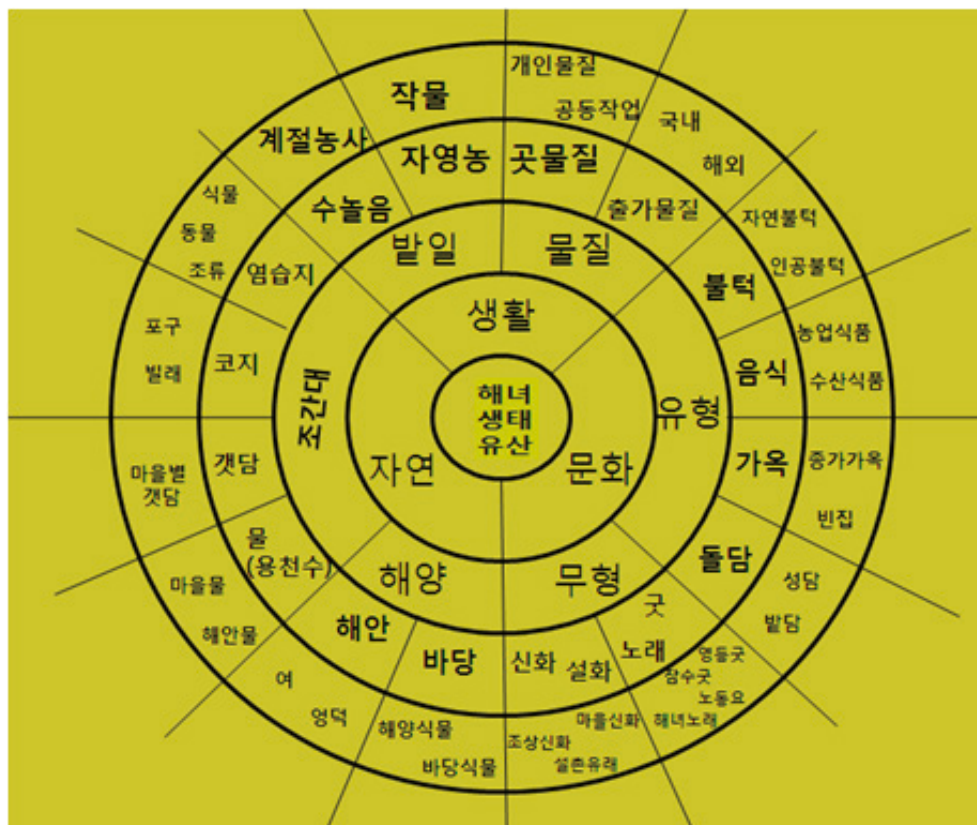 해녀
생태
유산
생활
문화
자연
밭일
물질
유형
무형
해양
조간대
자영농
곳물질
출가물질
불턱
음식
가옥
돌담
굿
노래
설화
신화
바당
해안
물
(용천수)
갯담
코지
염습지
수놀음
작물
개인물질
공동작업
국내
해외
자연불턱
인공불턱
농업식품
수산식품
종가가옥
빈집
성담
밭담
영등굿
잠수굿
노동요
해녀노래
마을신화
조상신화
설촌유래
바당식물
해양식물
엉덕
여
해안물
마을물
마을별
갯담
빌래
포구
조류
동물
식물
계절농사